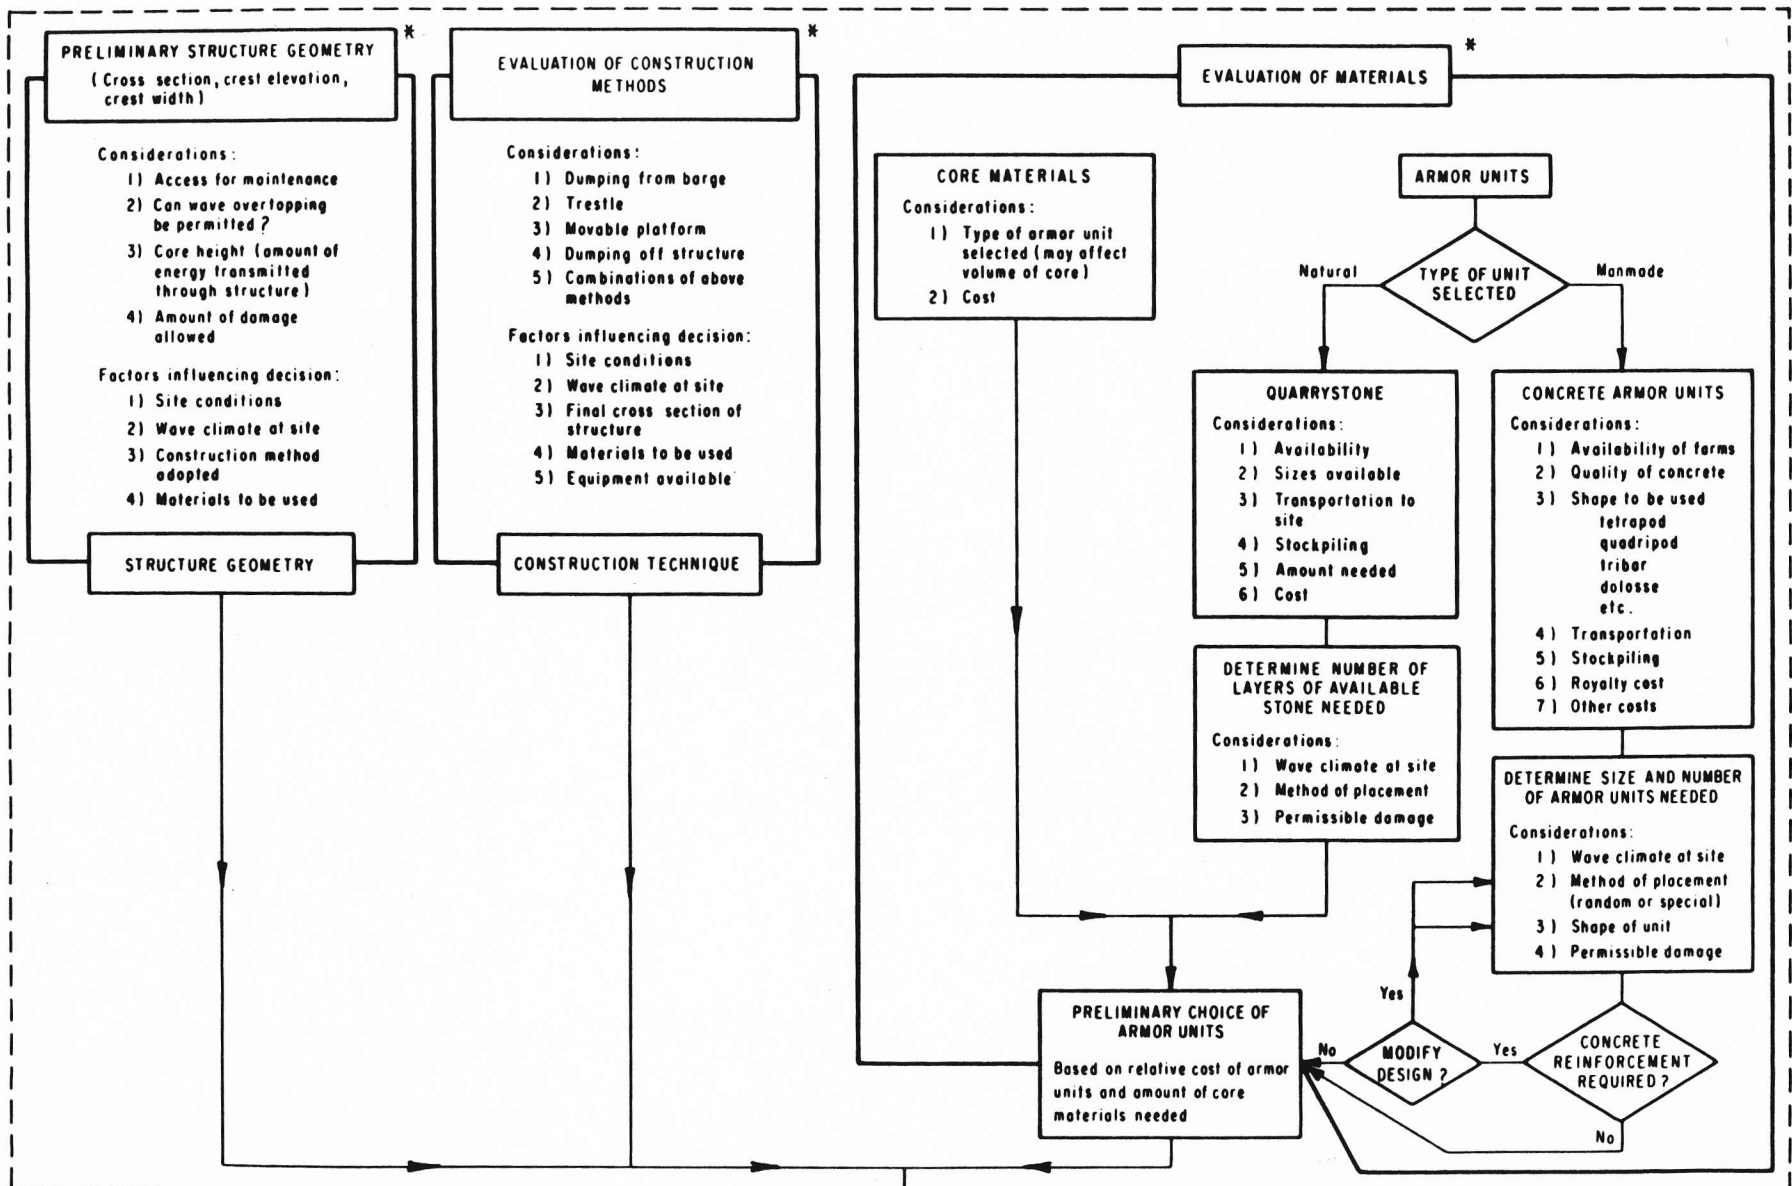 *
PRELIMINARY STRUCTURE GEOMETRY
(Cross section, crest elevation,
crest width)
Considerations:
1) Access for maintenance
2) Can wave overtopping
be permitted?
3) Core height (amount of
energy transmitted
through structure)
4) Amount of damage
allowed
Factors influencing decision:
1) Site conditions
2) Wave climate at site
3) Construction method
adopted
4) Materials to be used
STRUCTURE GEOMETRY
*
EVALUATION OF CONSTRUCTION
METHODS
Considerations:
1) Dumping from barge
2) Trestle
3) Movable platform
4) Dumping off structure
5) Combinations of above
methods
Factors influencing decision:
1) Site conditions
2) Wave climate at site
3) Final cross section of
structure
4) Materials to be used
5) Equipment available
CONSTRUCTION TECHNIQUE
*
EVALUATION OF MATERIALS
CORE MATERIALS
Considerations:
1) Type of armor unit
selected (may affect
volume of core)
2) Cost
ARMOR UNITS
Natural
TYPE OF UNIT
SELECTED
Manmade
QUARRYSTONE
Considerations:
1) Availability
2) Sizes available
3) Transportation to
site
4) Stockpiling
5) Amount needed
6) Cost
DETERMINE NUMBER OF
LAYERS OF AVAILABLE
STONE NEEDED
Considerations:
1) Wave climate at site
2) Method of placement
3) Permissible damage
CONCRETE ARMOR UNITS
Considerations:
1) Availability of forms
2) Quality of concrete
3) Shape to be used
tetrapod
quadripod
tribar
dolosse
etc.
4) Transportation
5) Stockpiling
6) Royalty cost
7) Other costs
DETERMINE SIZE AND NUMBER
OF ARMOR UNITS NEEDED
Considerations:
1) Wave climate at site
2) Method of placement
(random or special)
3) Shape of unit
4) Permissible damage
PRELIMINARY CHOICE OF
ARMOR UNITS
Based on relative cost of armor
units and amount of core
materials needed
Yes
No
MODIFY
DESIGN?
Yes
CONCRETE
REINFORCEMENT
REQUIRED?
No